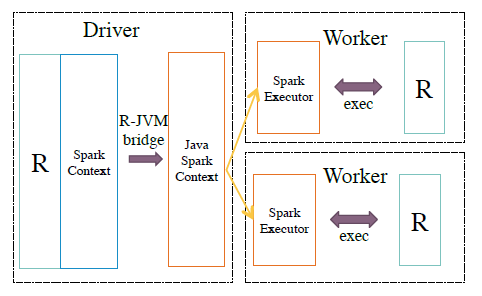 Driver
R
Spark
Context
R-JVM
bridge
Java
Spark
Context
Worker
Spark
Executor
exec
R
Worker
Spark
Executor
exec
R